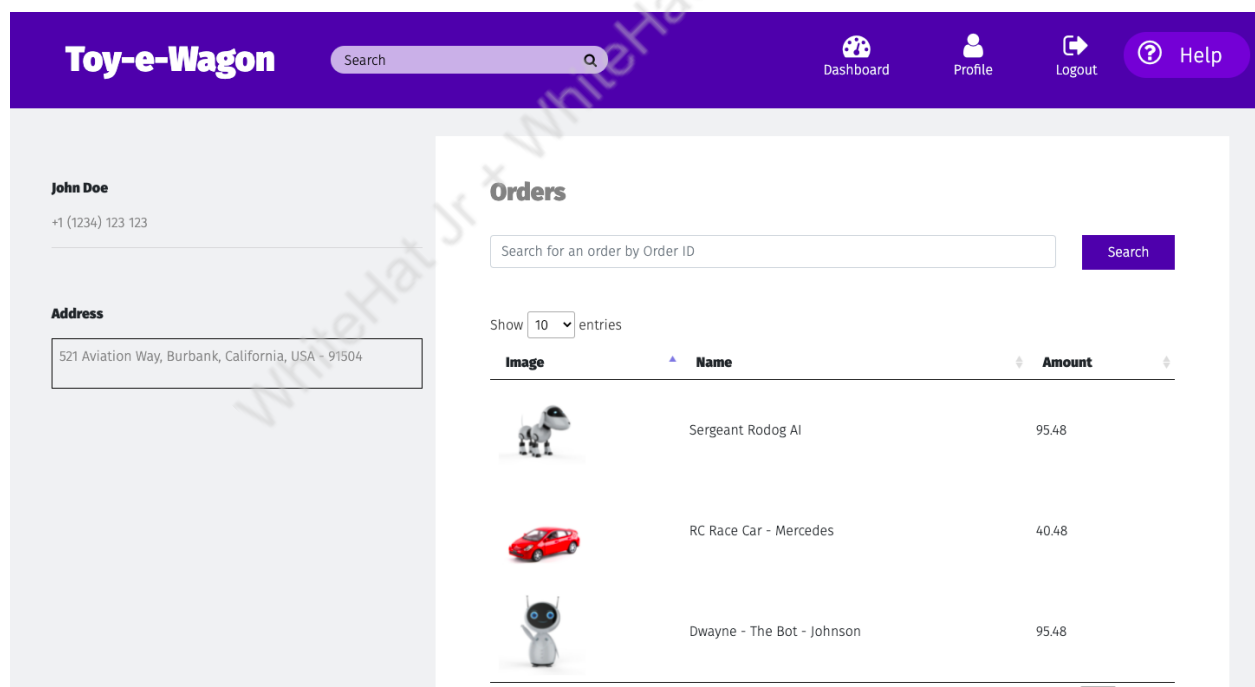 Toy-e-Wagon
Search
Dashboard
Profile
Logout
Help
John Doe
+1 (1234) 123 123
Address
521 Aviation Way, Burbank, California, USA - 91504
Orders
Search for an order by Order ID
Search
Show 10 entries
Image Name Amount
Sergeant Rodog AI 95.48
RC Race Car - Mercedes 40.48
Dwayne - The Bot - Johnson 95.48
WhiteHat Jr + WhiteHat